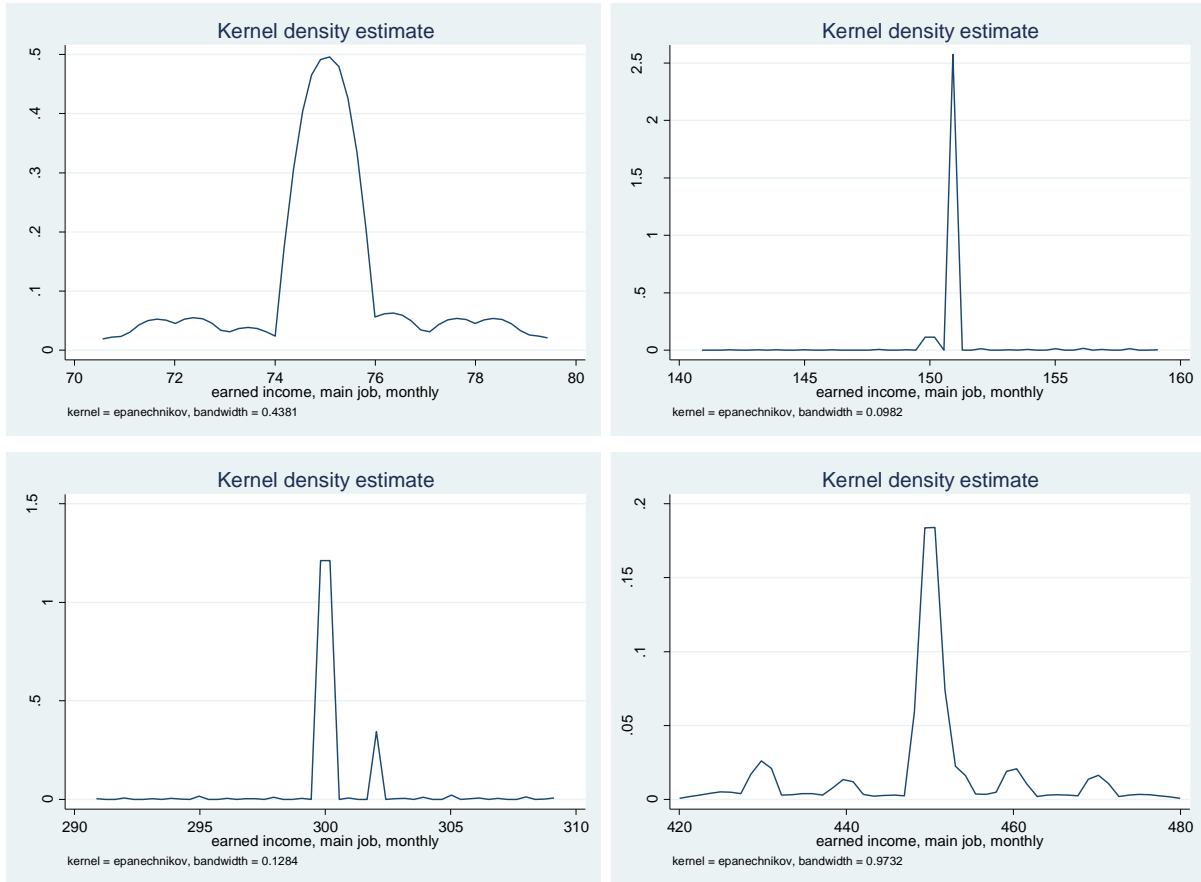 Kernel density estimate
.5
.4
.3
.2
.1
0
70 72 74 76 78 80
earned income, main job, monthly
kernel = epanechnikov, bandwidth = 0.4381
Kernel density estimate
2.5
2
1.5
1
.5
0
140 145 150 155 160
earned income, main job, monthly
kernel = epanechnikov, bandwidth = 0.0982
Kernel density estimate
1.5
1
.5
0
290 295 300 305 310
earned income, main job, monthly
kernel = epanechnikov, bandwidth = 0.1284
Kernel density estimate
.2
.15
.1
.05
0
420 440 460 480
earned income, main job, monthly
kernel = epanechnikov, bandwidth = 0.9732